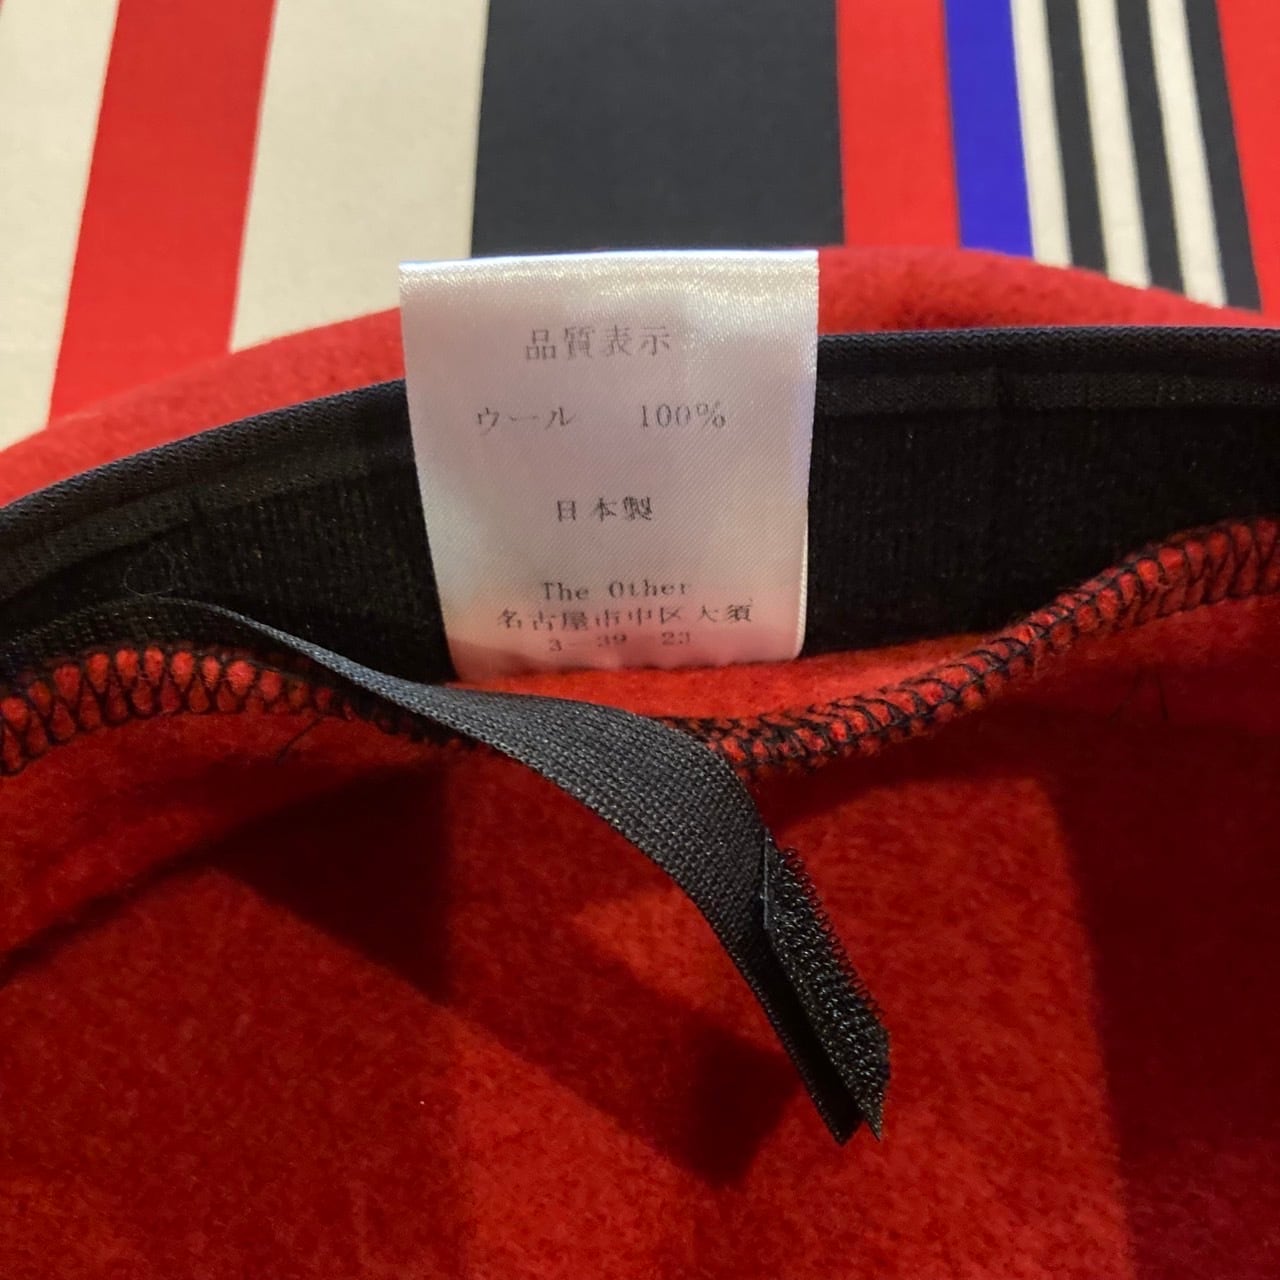 品質表示
ウール 100%
日本製
The Other
名古屋市中区大須
3-39-23